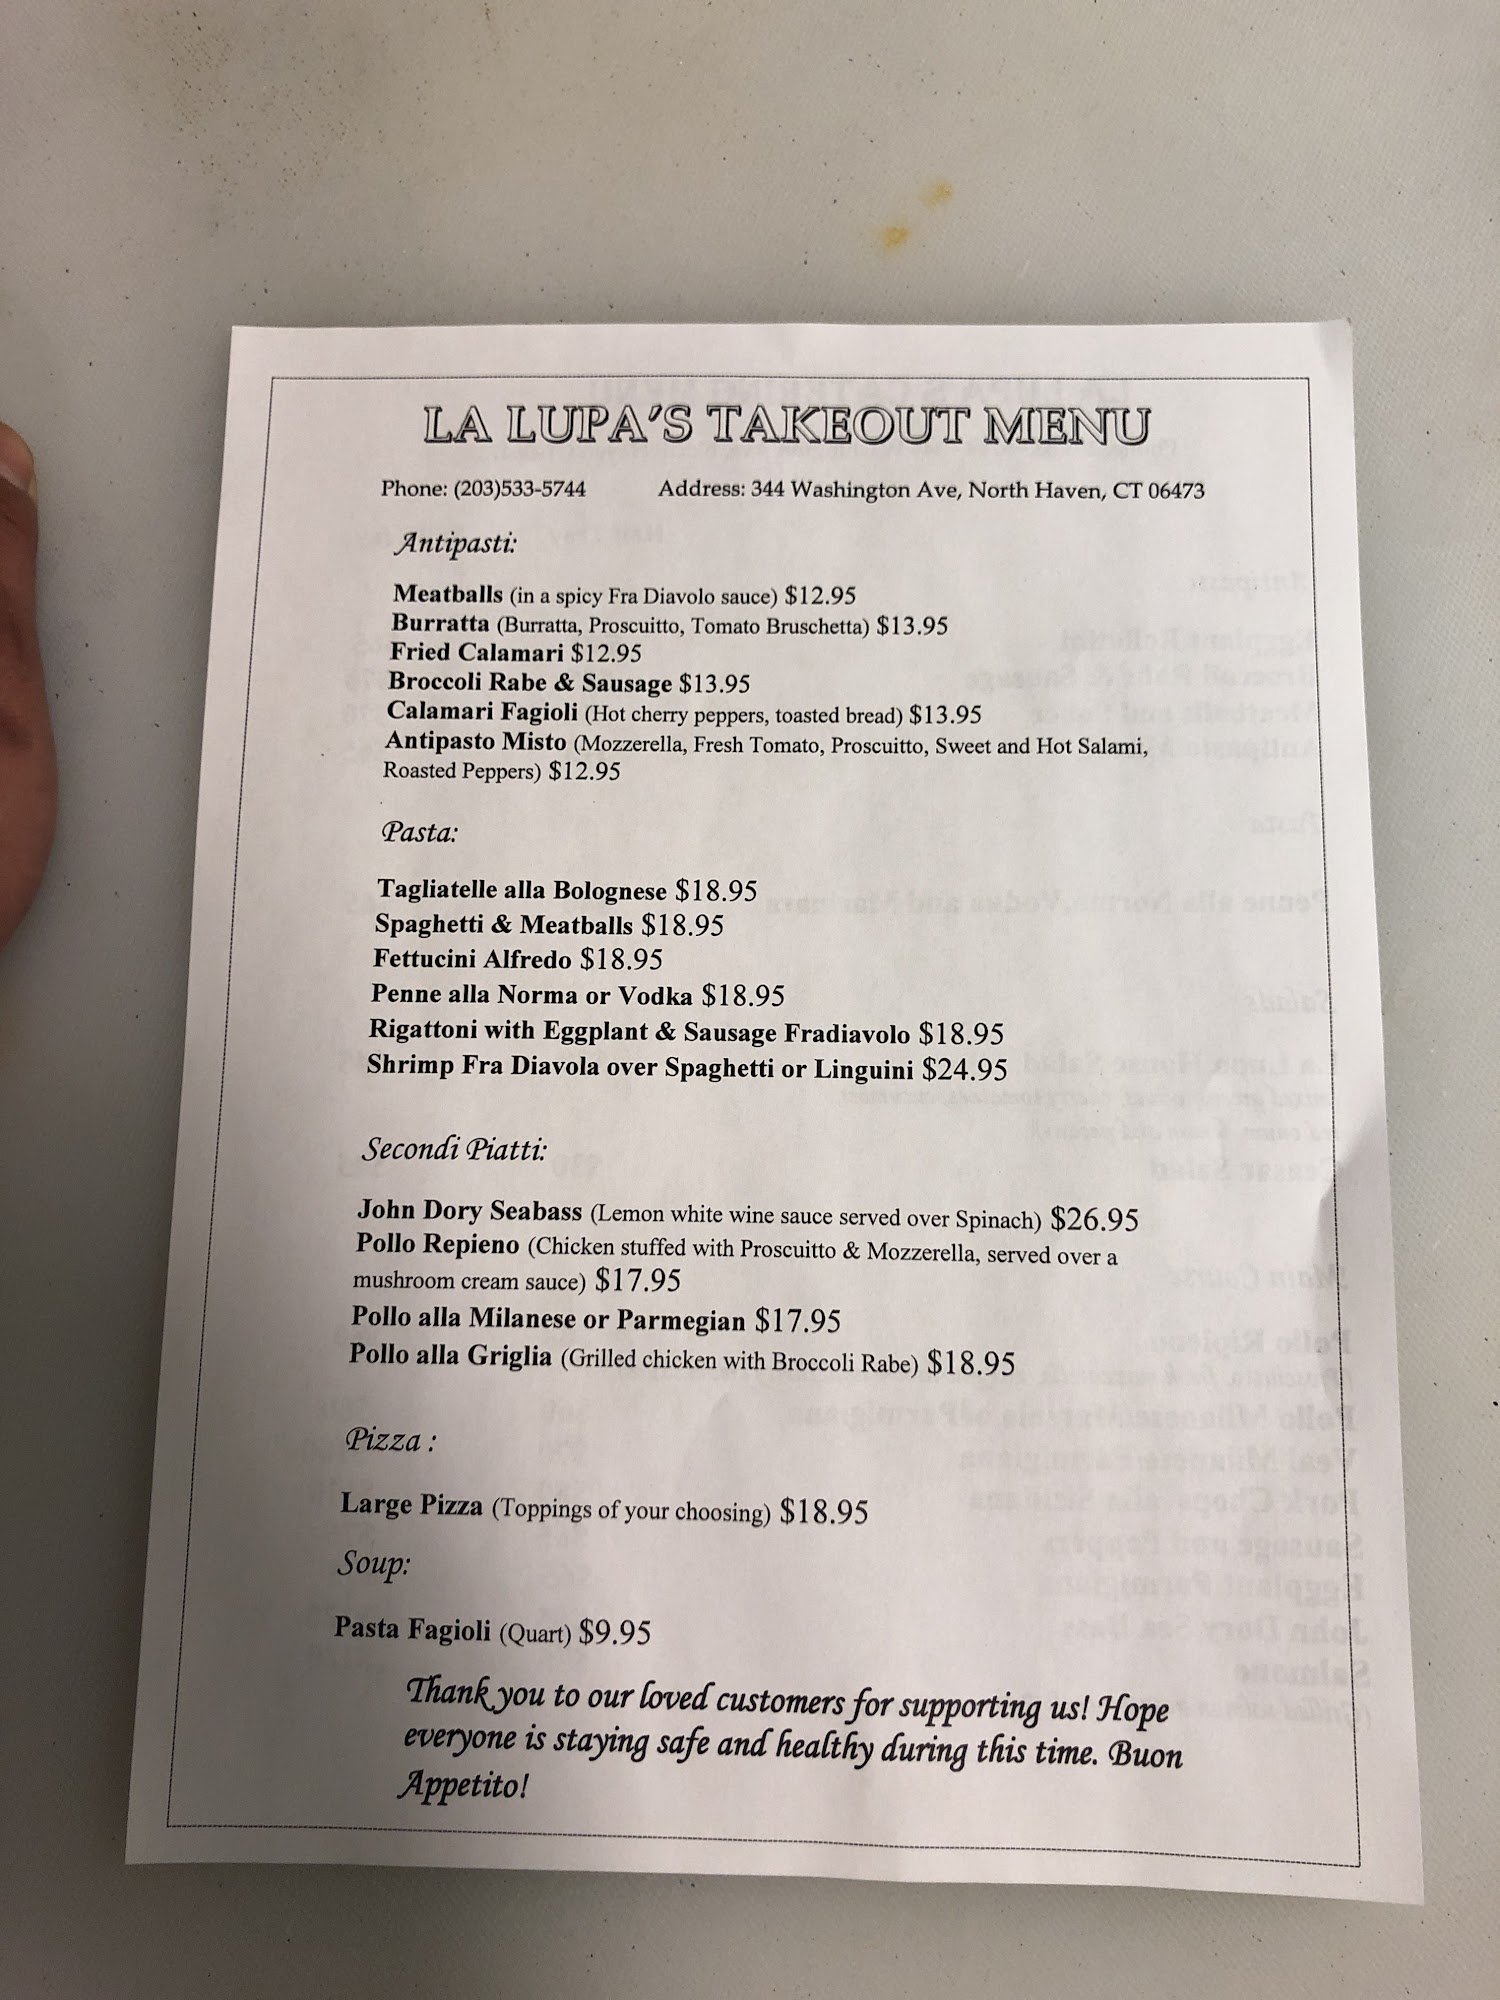 LA LUPA'S TAKEOUT MENU
Phone: (203)533-5744 Address: 344 Washington Ave, North Haven, CT 06473
Antipasti:
Meatballs (in a spicy Fra Diavolo sauce) $12.95
Burratta (Burratta, Proscuitto, Tomato Bruschetta) $13.95
Fried Calamari $12.95
Broccoli Rabe & Sausage $13.95
Calamari Fagioli (Hot cherry peppers, toasted bread) $13.95
Antipasto Misto (Mozzerella, Fresh Tomato, Proscuitto, Sweet and Hot Salami,
Roasted Peppers) $12.95
Pasta:
Tagliatelle alla Bolognese $18.95
Spaghetti & Meatballs $18.95
Fettucini Alfredo $18.95
Penne alla Norma or Vodka $18.95
Rigattoni with Eggplant & Sausage Fradiavolo $18.95
Shrimp Fra Diavola over Spaghetti or Linguini $24.95
Secondi Piatti:
John Dory Seabass (Lemon white wine sauce served over Spinach) $26.95
Pollo Repieno (Chicken stuffed with Proscuitto & Mozzerella, served over a
mushroom cream sauce) $17.95
Pollo alla Milanese or Parmegian $17.95
Pollo alla Griglia (Grilled chicken with Broccoli Rabe) $18.95
Pizza :
Large Pizza (Toppings of your choosing) $18.95
Soup:
Pasta Fagioli (Quart) $9.95
Thank you to our loved customers for supporting us! Hope
everyone is staying safe and healthy during this time. Buon
Appetito!